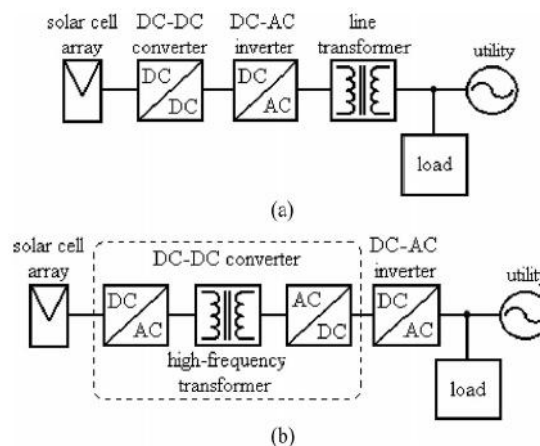 solar cell DC-DC DC-AC line
array converter inverter transformer
utility
DC
DC
DC
AC
load
(a)
solar cell
array
DC-DC converter
DC-AC
inverter
utility
DC
AC
AC
DC
DC
AC
high-frequency
transformer
load
(b)